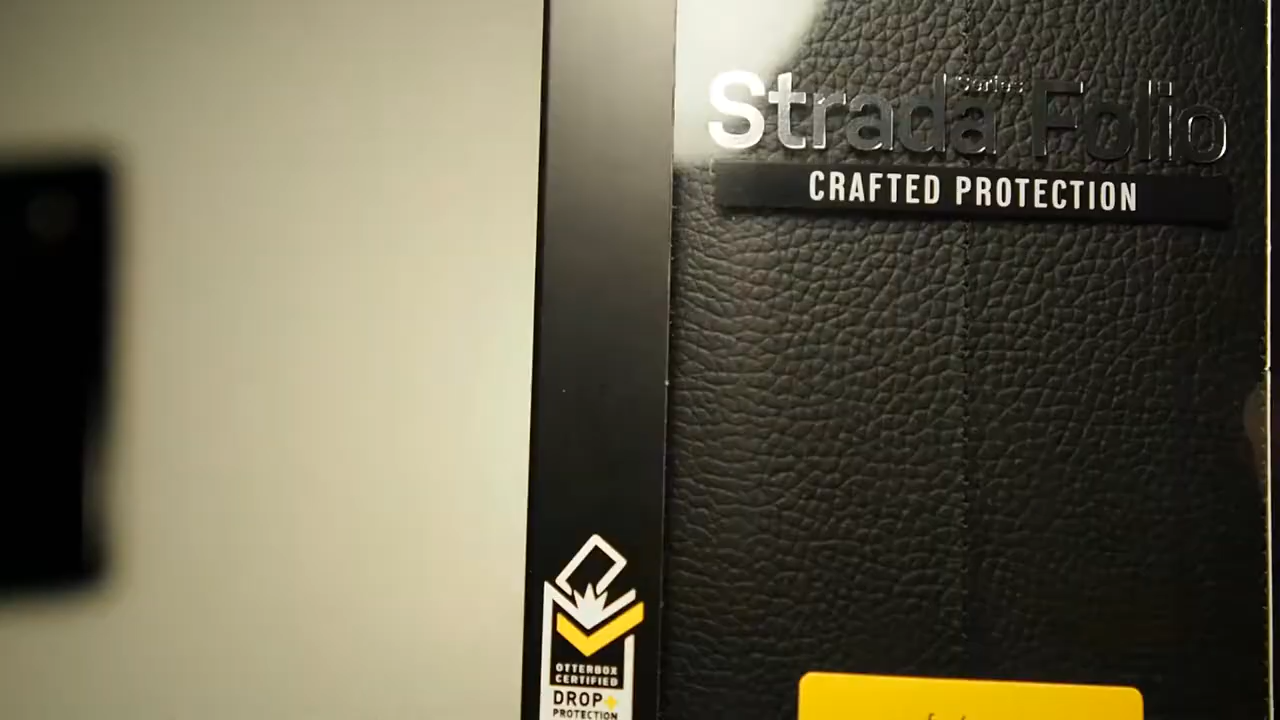 Series
Strada Folio
CRAFTED PROTECTION
OTTERBOX
CERTIFIED
DROP+
PROTECTION